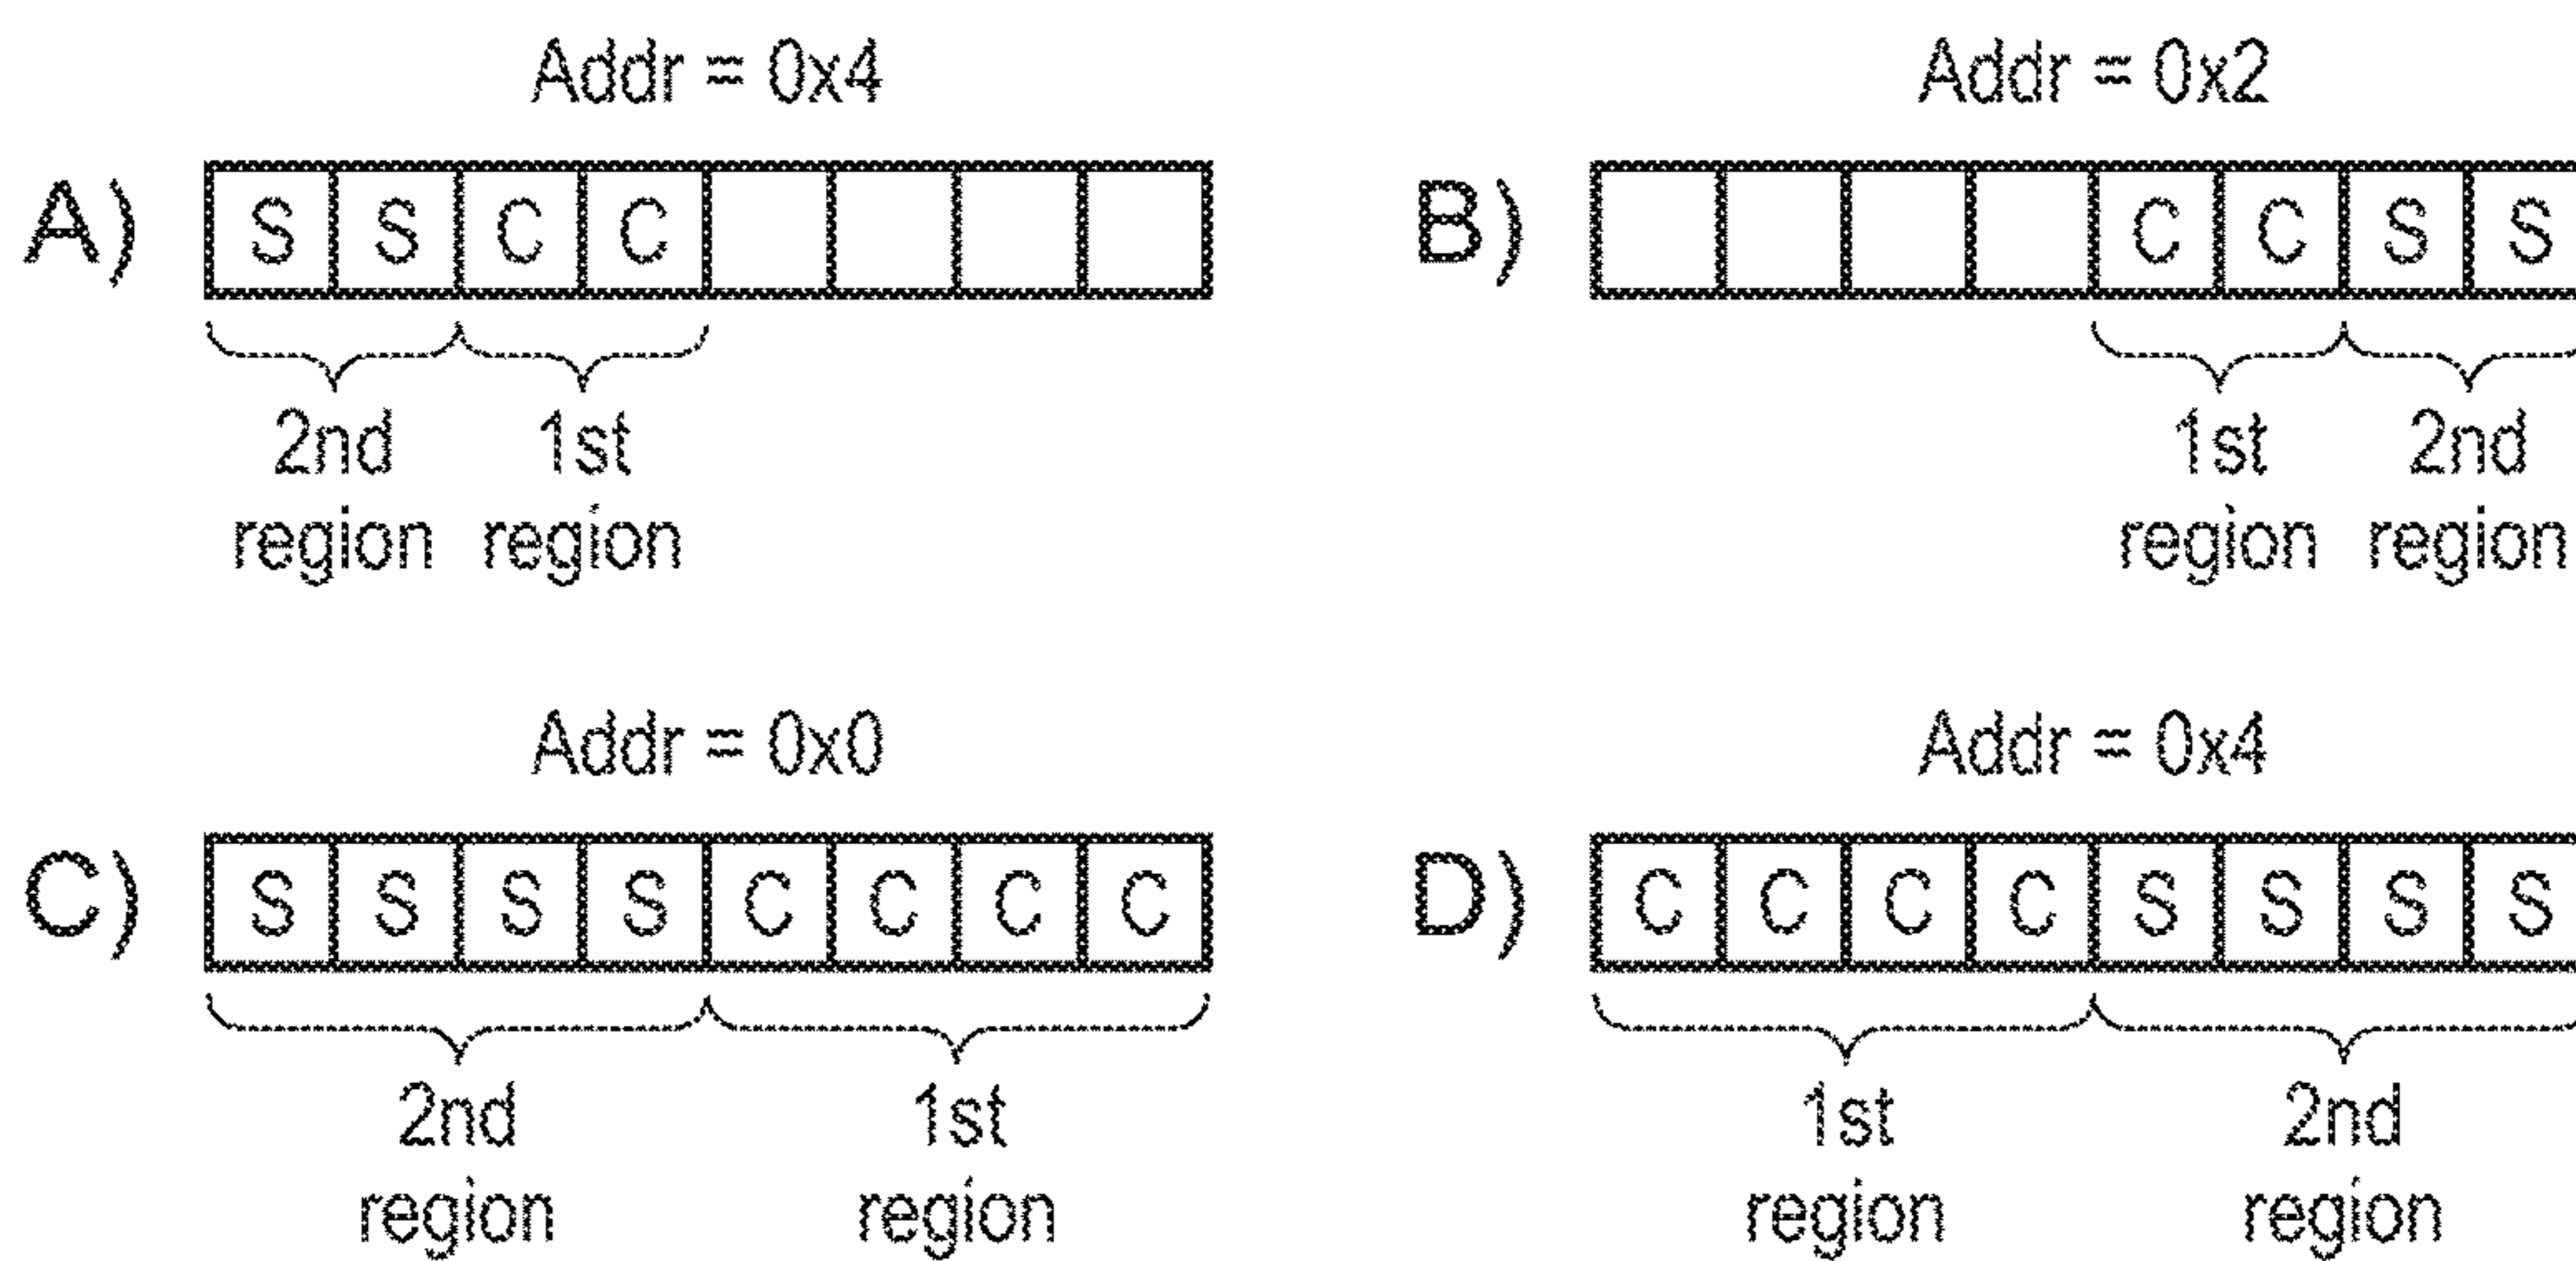 Addr = 0x4
A) S S C C
2nd region 1st region
Addr = 0x2
B) C C S S
1st region 2nd region
Addr = 0x0
C) S S S S C C C C
2nd region 1st region
Addr = 0x4
D) C C C C S S S S
1st region 2nd region